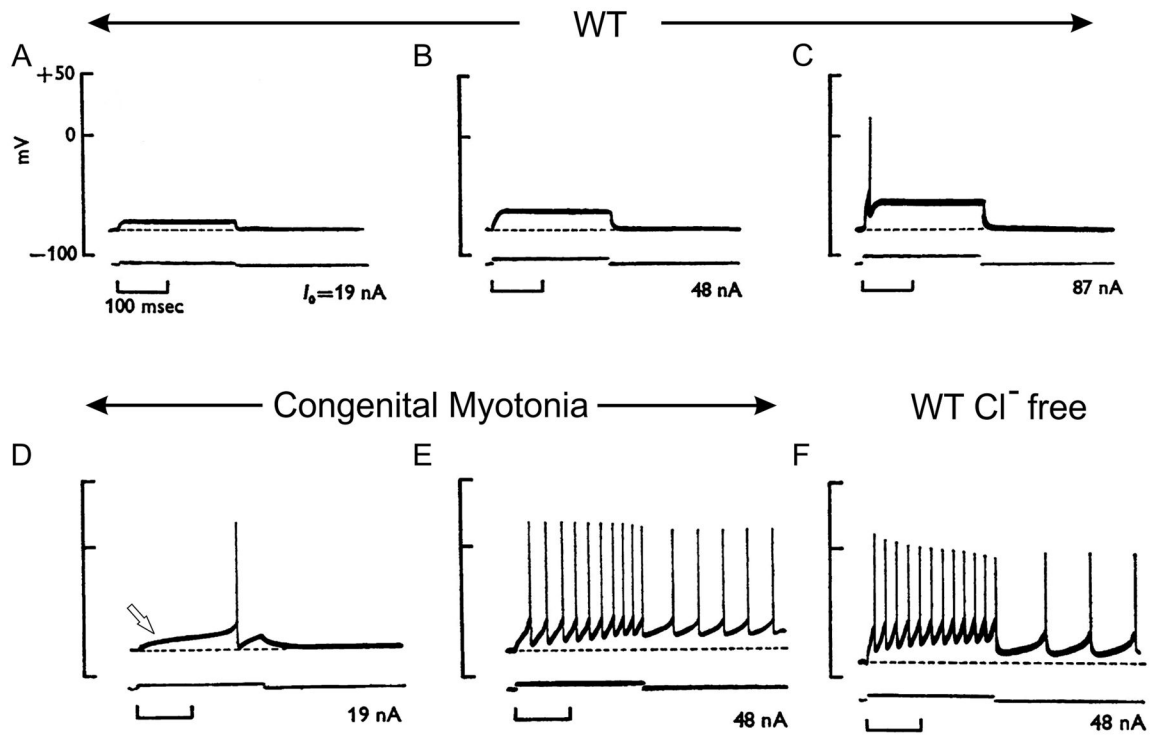 WT
A
B
C
+50
0
mV
−100
100 msec
I₀=19 nA
48 nA
87 nA
Congenital Myotonia
WT Cl⁻ free
D
E
F
19 nA
48 nA
48 nA